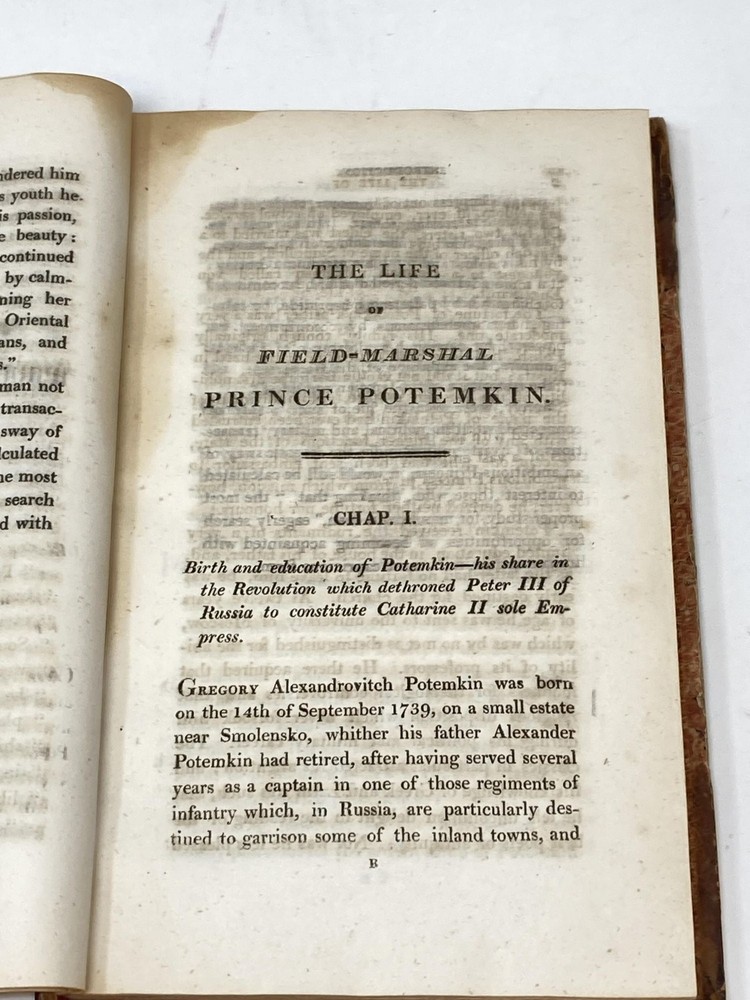 ndered him
s youth he.
is passion,
e beauty:
continued
by calm-
ning her
Oriental
ans, and
s."
man not
transac-
sway of
lculated
he most
search
d with
THE LIFE
OF
FIELD-MARSHAL
PRINCE POTEMKIN.
CHAP. I.
Birth and education of Potemkin—his share in
the Revolution which dethroned Peter III of
Russia to constitute Catharine II sole Em-
press.
GREGORY Alexandrovitch Potemkin was born
on the 14th of September 1739, on a small estate
near Smolensko, whither his father Alexander
Potemkin had retired, after having served several
years as a captain in one of those regiments of
infantry which, in Russia, are particularly des-
tined to garrison some of the inland towns, and
B